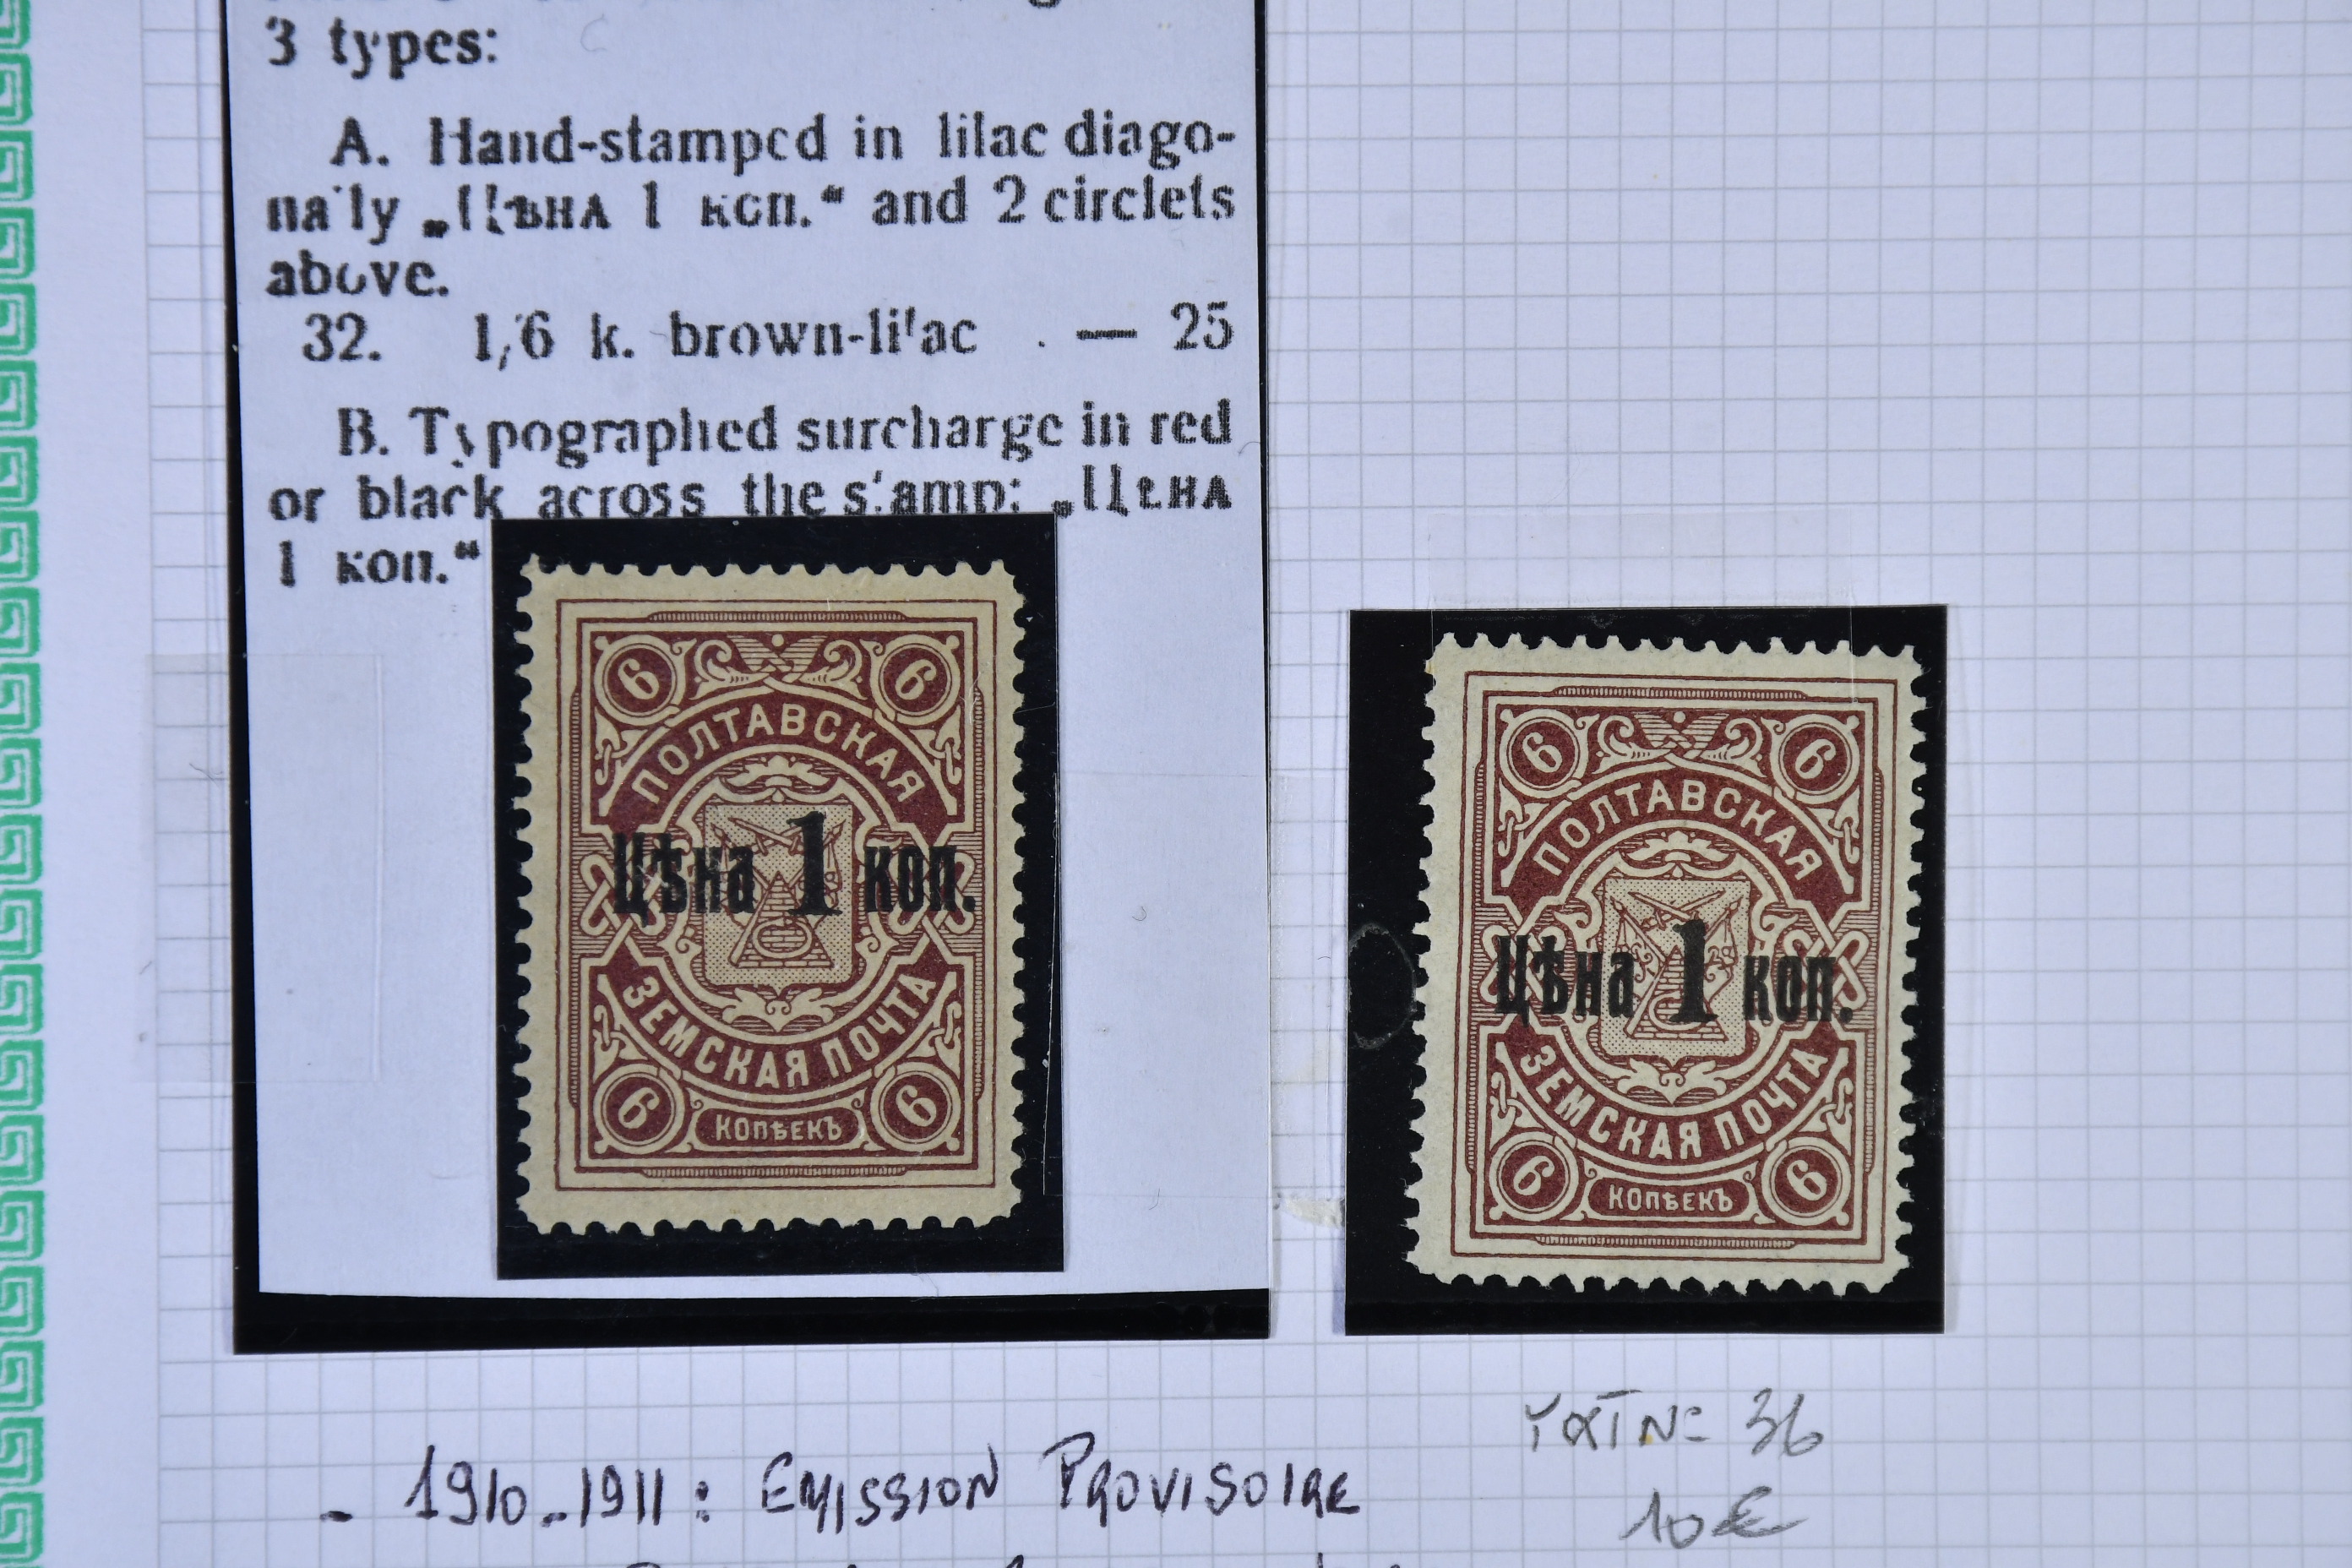 3 types:
A. Hand-stamped in lilac diago-
nally „Цѣна 1 коп.“ and 2 circlets
above.
32. 1/6 k. brown-lilac . — 25
B. Typographed surcharge in red
or black across the stamp: „Цѣна
1 коп.“
6 6
ПОЛТАВСКАЯ
Цѣна 1 коп.
ЗЕМСКАЯ ПОЧТА
6 КОПѢЕКЪ 6
6 6
ПОЛТАВСКАЯ
Цѣна 1 коп.
ЗЕМСКАЯ ПОЧТА
6 КОПѢЕКЪ 6
- 1910-1911: EMISSION PROVISOIRE
36
10€